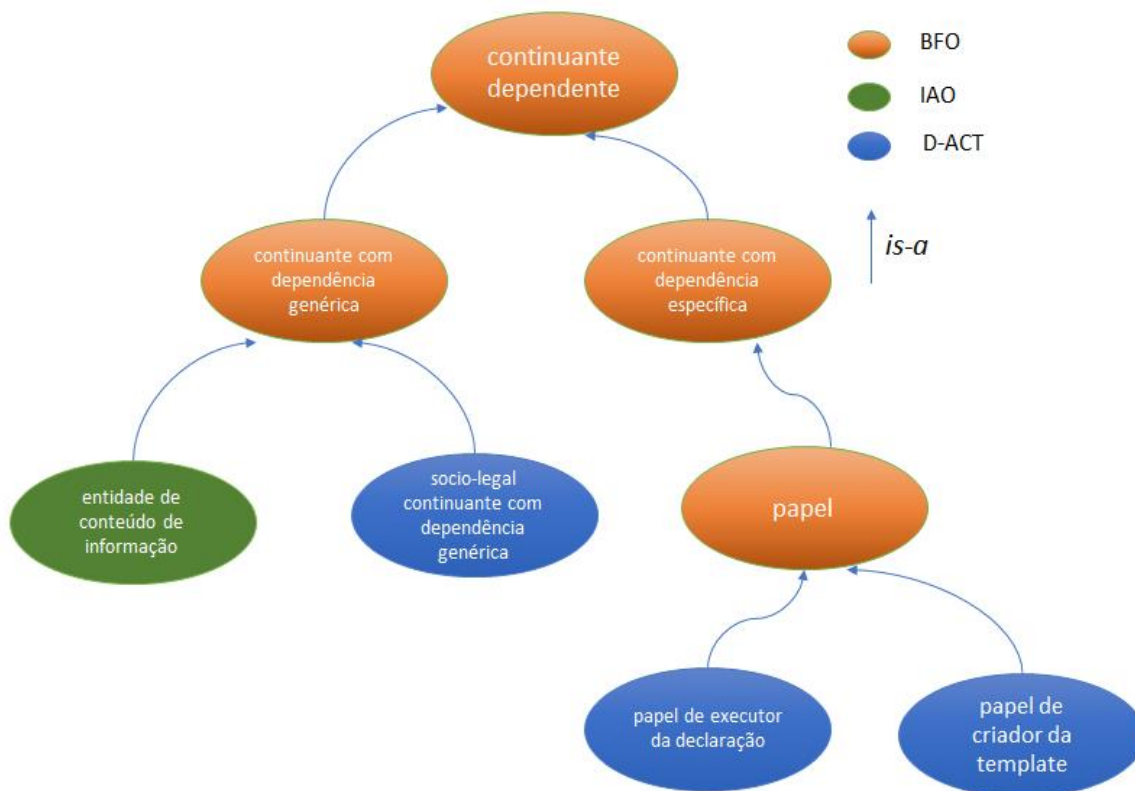 continuante
dependente
BFO
IAO
D-ACT
is-a
continuante com
dependência
genérica
continuante com
dependência
específica
entidade de
conteúdo de
informação
socio-legal
continuante com
dependência
genérica
papel
papel de executor
da declaração
papel de
criador da
template